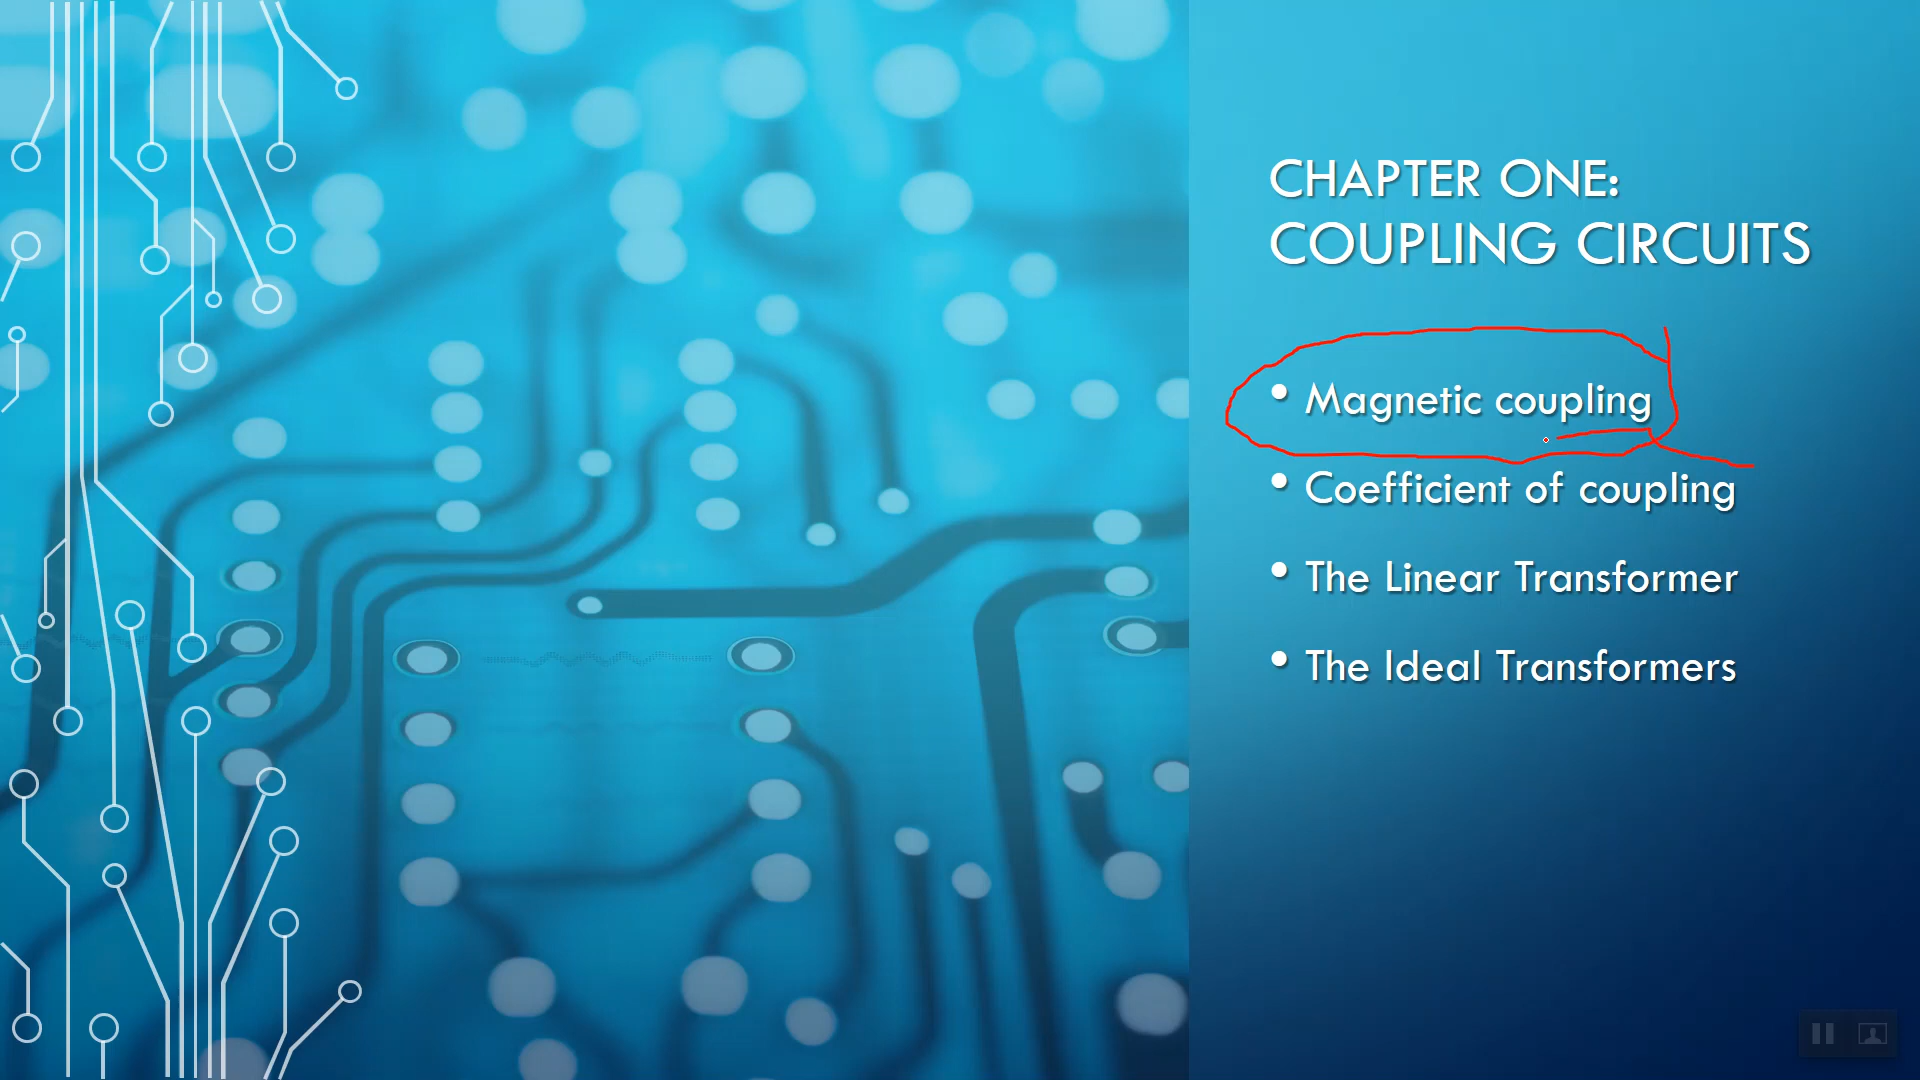 CHAPTER ONE:
COUPLING CIRCUITS
• Magnetic coupling
• Coefficient of coupling
• The Linear Transformer
• The Ideal Transformers